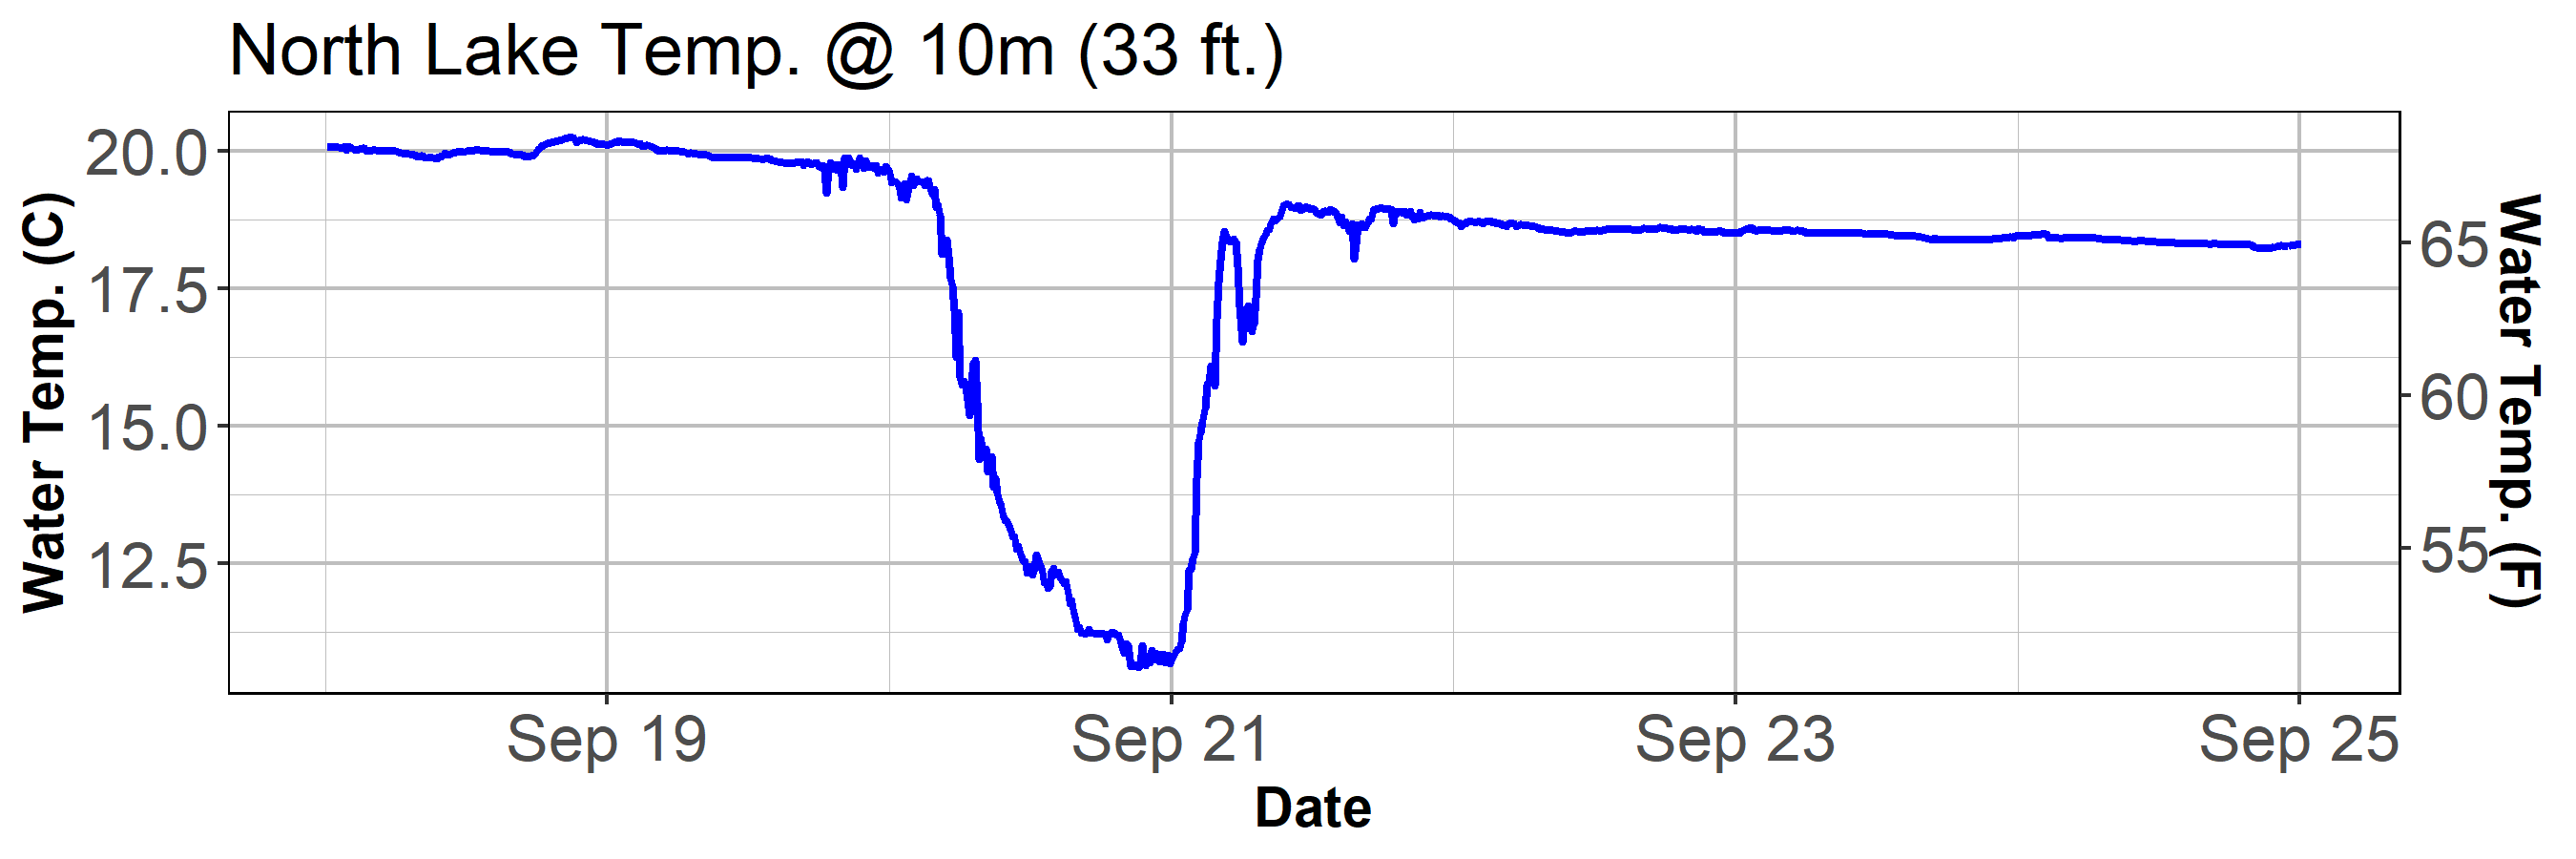 North Lake Temp. @ 10m (33 ft.)
Water Temp. (C)
20.0
17.5
15.0
12.5
65
60
55
Water Temp. (F)
Sep 19 Sep 21 Sep 23 Sep 25
Date